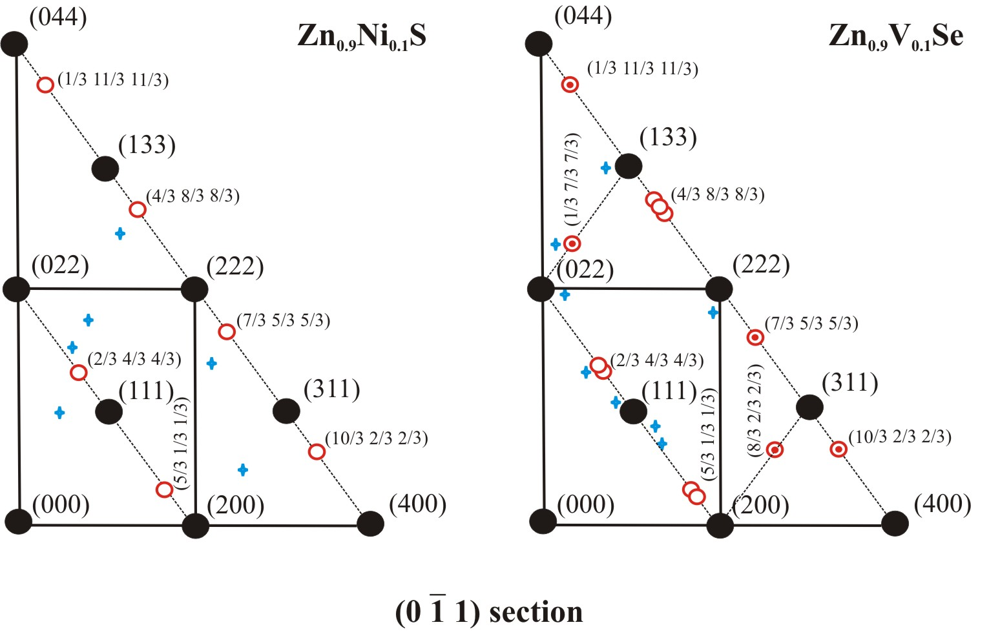 (044)
Zn0.9Ni0.1S
(1/3 11/3 11/3)
(133)
(4/3 8/3 8/3)
(022)
(222)
(7/3 5/3 5/3)
(2/3 4/3 4/3)
(111)
(5/3 1/3 1/3)
(311)
(10/3 2/3 2/3)
(000)
(200)
(400)
(044)
Zn0.9V0.1Se
(1/3 11/3 11/3)
(133)
(1/3 7/3 7/3)
(4/3 8/3 8/3)
(022)
(222)
(7/3 5/3 5/3)
(2/3 4/3 4/3)
(111)
(5/3 1/3 1/3)
(8/3 2/3 2/3)
(311)
(10/3 2/3 2/3)
(000)
(200)
(400)
(0 1̅ 1) section